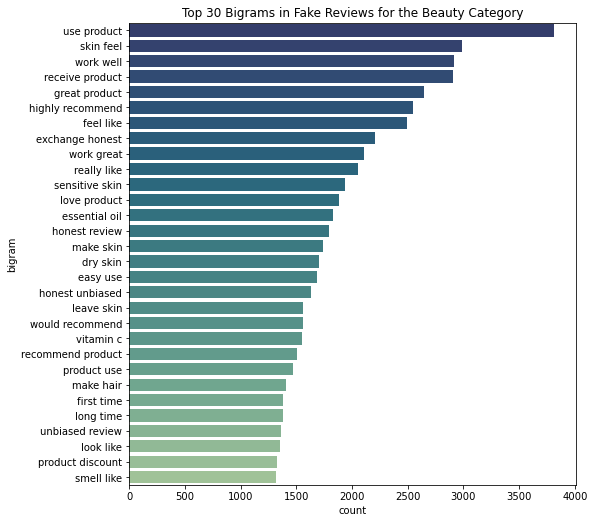 Top 30 Bigrams in Fake Reviews for the Beauty Category
use product
skin feel
work well
receive product
great product
highly recommend
feel like
exchange honest
work great
really like
sensitive skin
love product
essential oil
honest review
make skin
dry skin
easy use
honest unbiased
leave skin
would recommend
vitamin c
recommend product
product use
make hair
first time
long time
unbiased review
look like
product discount
smell like
bigram
0 500 1000 1500 2000 2500 3000 3500 4000
count